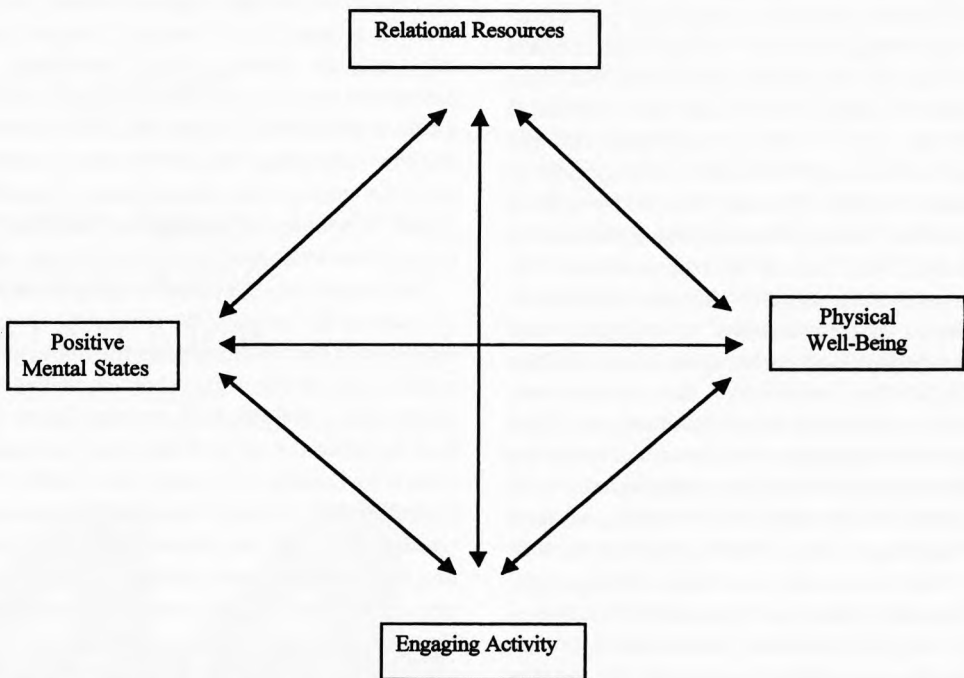 Relational Resources
Positive
Mental States
Physical
Well-Being
Engaging Activity